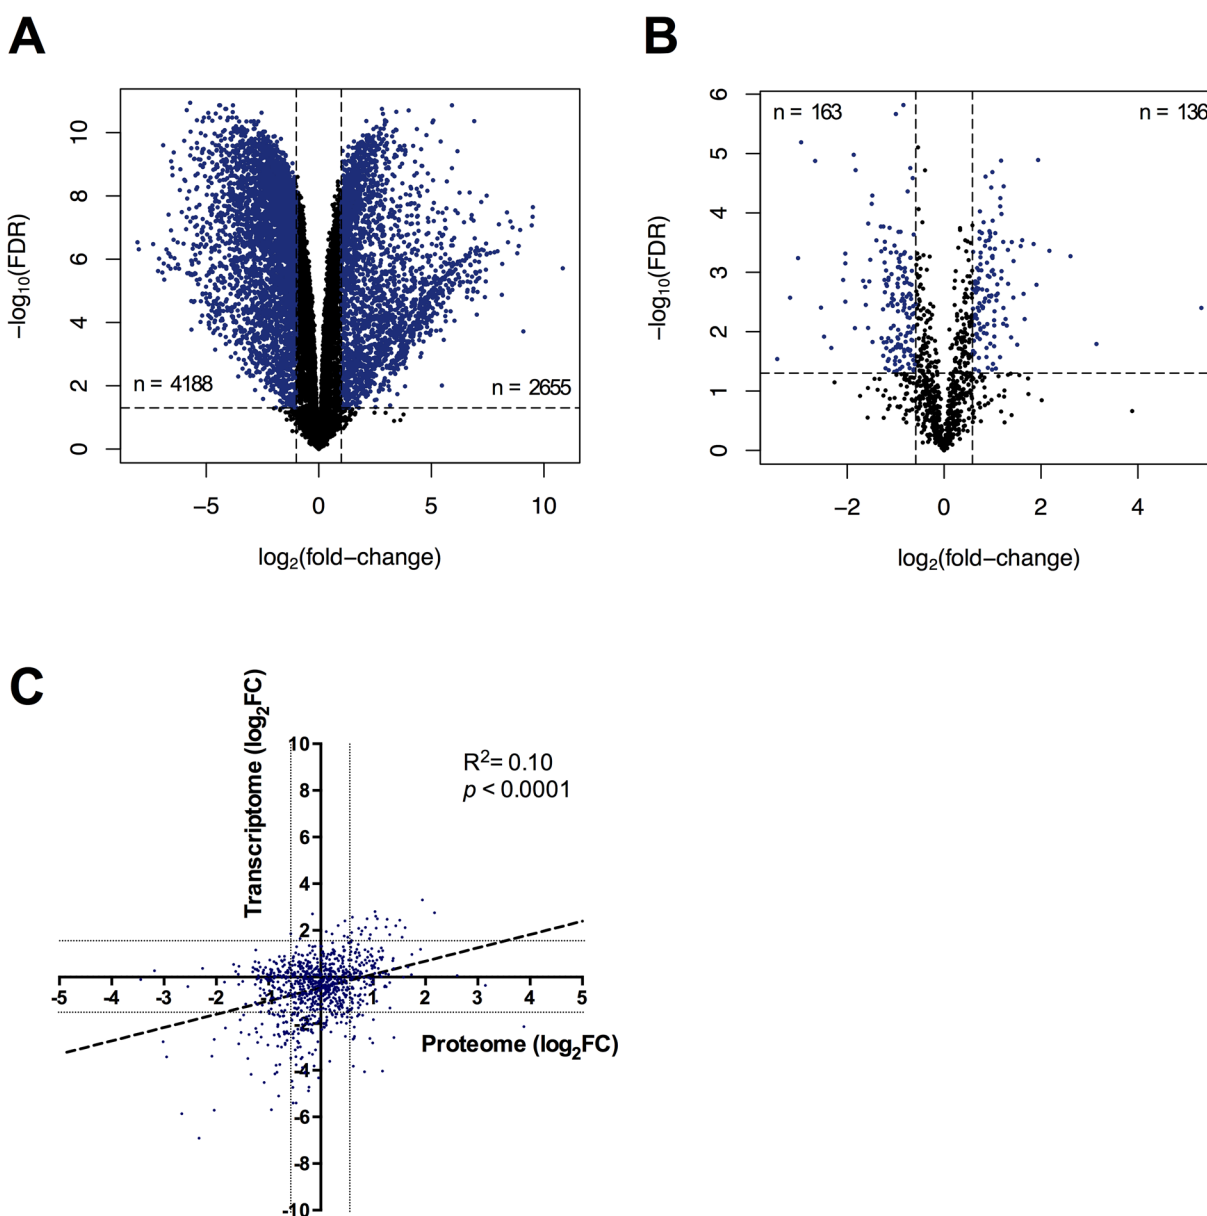 A
B
−log10(FDR)
10
8
6
4
2
0
n = 4188
n = 2655
−5
0
5
10
log2(fold−change)
−log10(FDR)
6
5
4
3
2
1
0
n = 163
n = 136
−2
0
2
4
log2(fold−change)
C
Transcriptome (log2FC)
10
8
6
4
2
-2
-4
-6
-8
-10
R2= 0.10
p < 0.0001
-5
-4
-3
-2
-1
1
2
3
4
5
Proteome (log2FC)